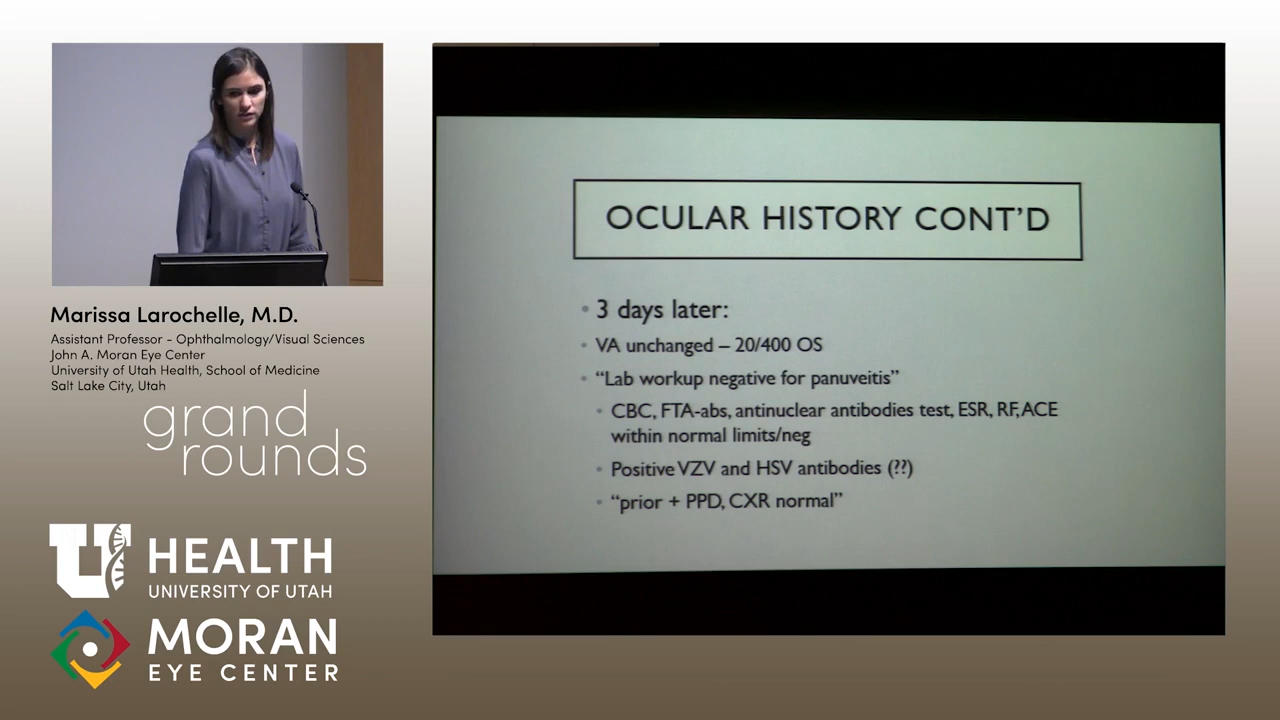 Marissa Larochelle, M.D.
Assistant Professor - Ophthalmology/Visual Sciences
John A. Moran Eye Center
University of Utah Health, School of Medicine
Salt Lake City, Utah
grand
rounds
U
HEALTH
UNIVERSITY OF UTAH
MORAN
EYE CENTER
OCULAR HISTORY CONT'D
• 3 days later:
• VA unchanged – 20/400 OS
• “Lab workup negative for panuveitis”
• CBC, FTA-abs, antinuclear antibodies test, ESR, RF, ACE
within normal limits/neg
• Positive VZV and HSV antibodies (??)
• “prior + PPD, CXR normal”